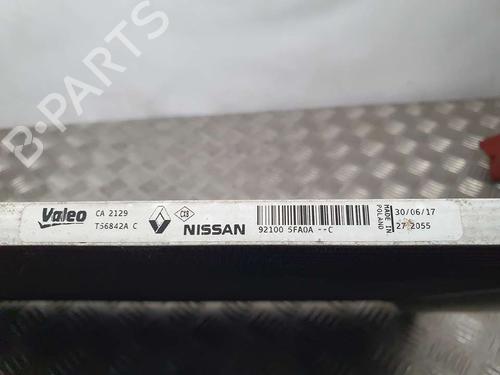 Valeo
CA 2129
T56842A C
NISSAN
92100 5FA0A --C
MADE IN
POLAND
30/06/17
27 2055
B-PARTS